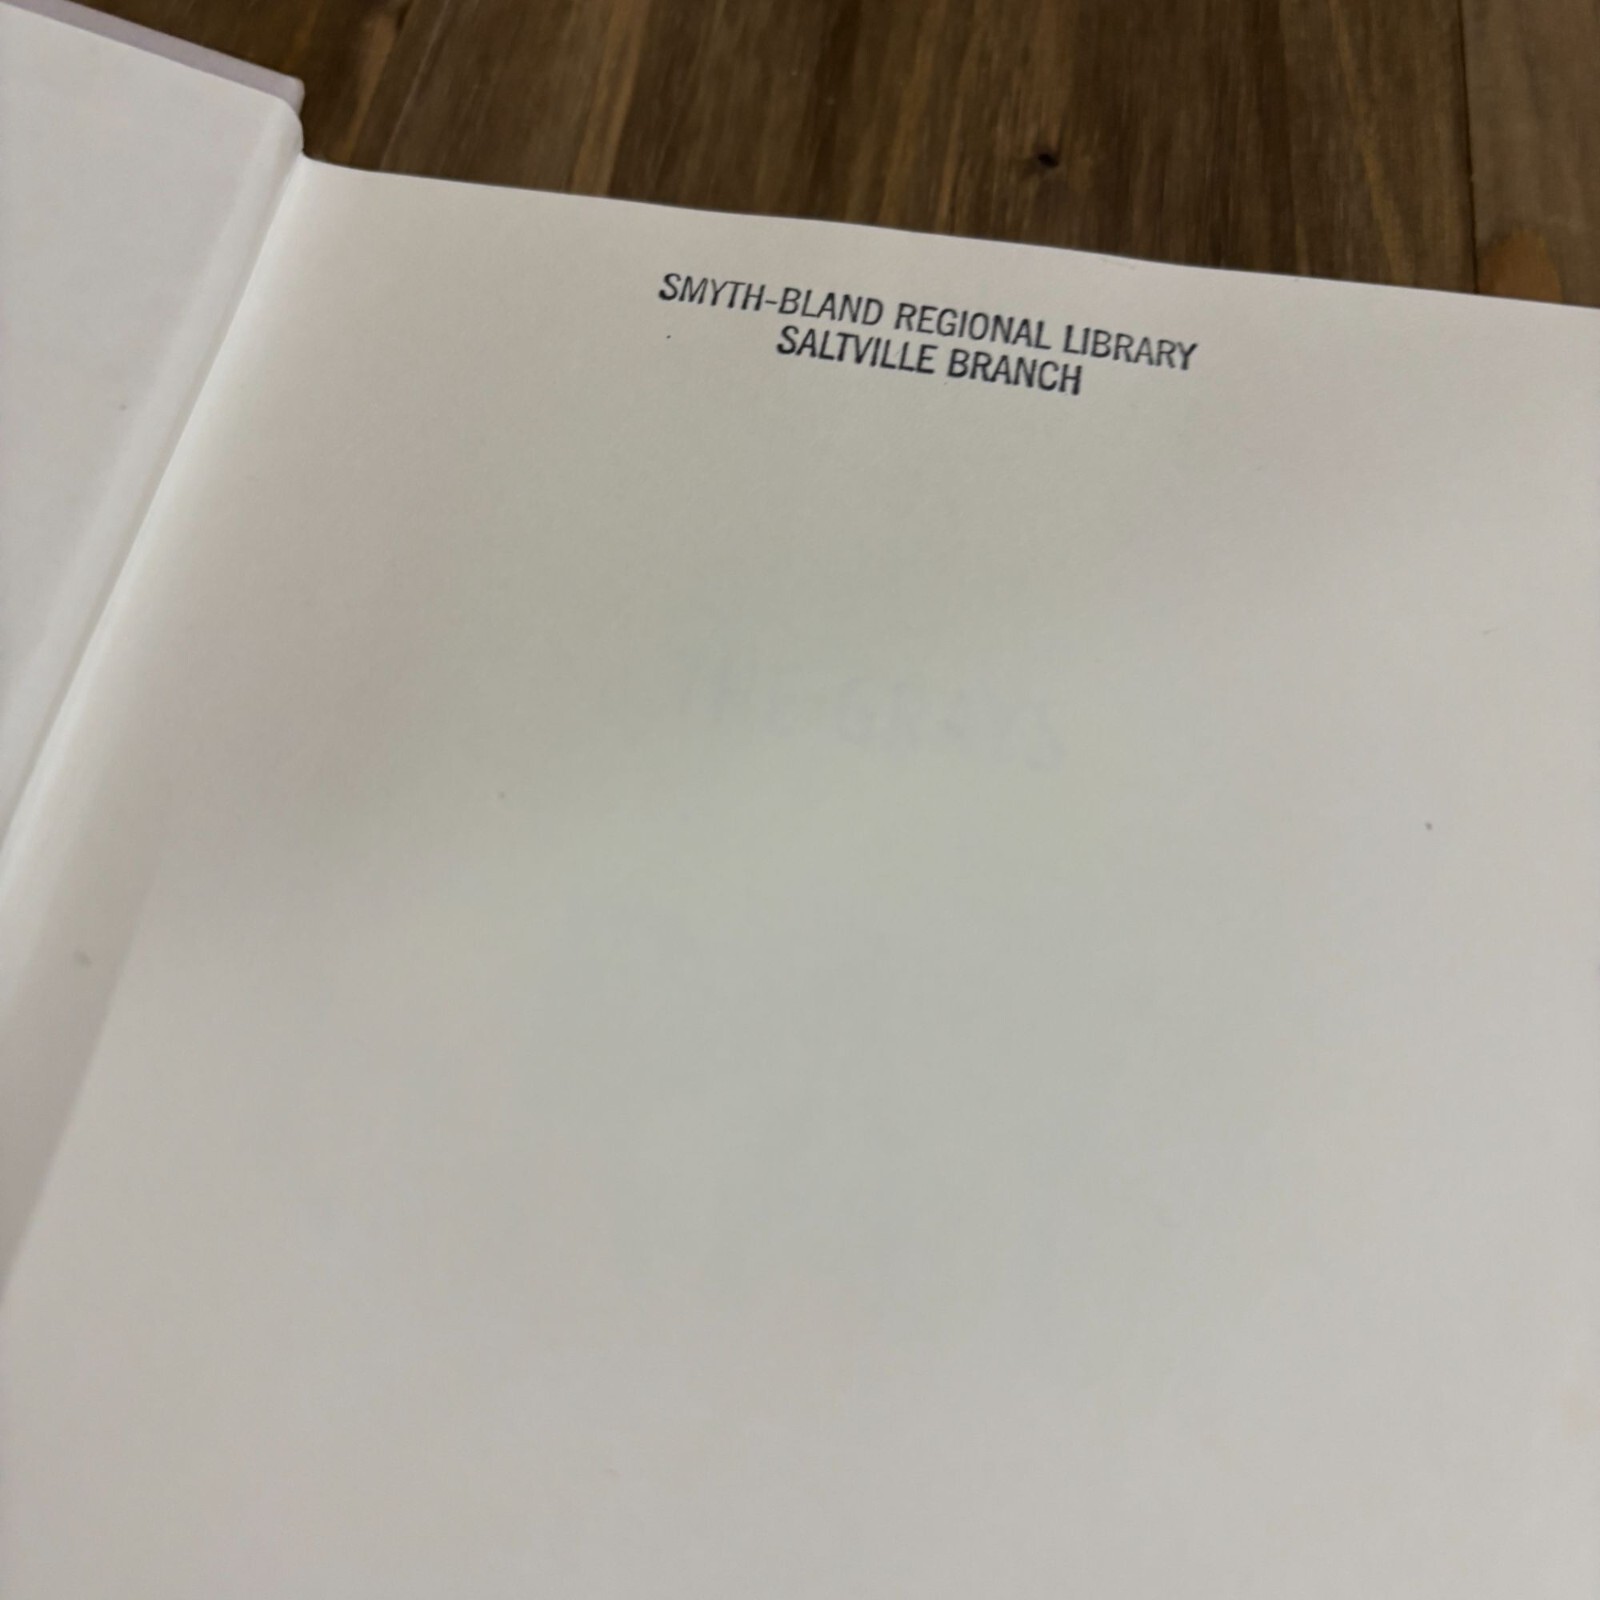 SMYTH-BLAND REGIONAL LIBRARY
SALTVILLE BRANCH